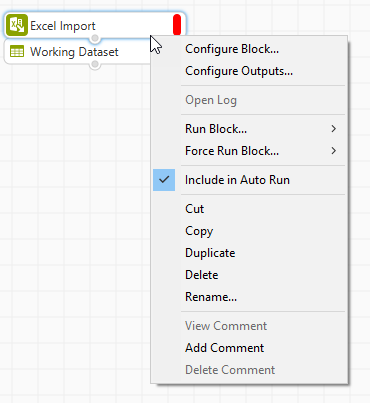 Excel Import
Working Dataset
Configure Block...
Configure Outputs...
Open Log
Run Block...
Force Run Block...
Include in Auto Run
Cut
Copy
Duplicate
Delete
Rename...
View Comment
Add Comment
Delete Comment